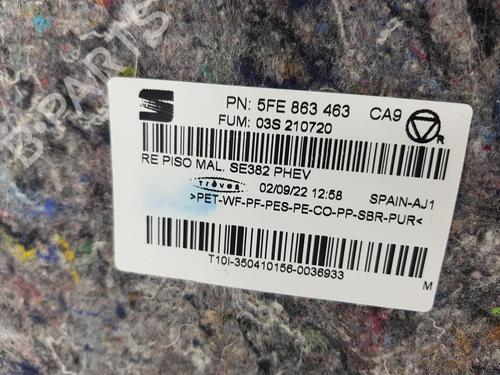 B-PARTS
PN: 5FE 863 463 CA9
FUM: 03S 210720
R
RE PISO MAL. SE382 PHEV
Treves 02/09/22 12:58 SPAIN-AJ1
>PET-WF-PF-PES-PE-CO-PP-SBR-PUR<
T10I-350410156-0036933
M